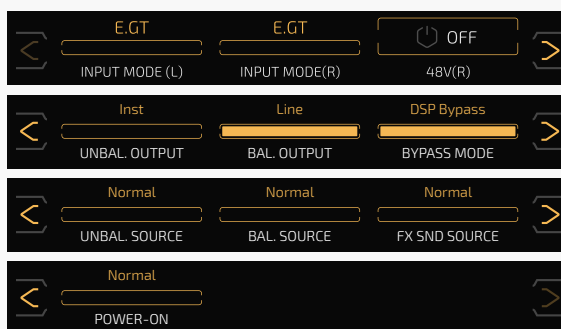 E.GT E.GT OFF
INPUT MODE (L) INPUT MODE(R) 48V(R)
Inst Line DSP Bypass
UNBAL. OUTPUT BAL. OUTPUT BYPASS MODE
Normal Normal Normal
UNBAL. SOURCE BAL. SOURCE FX SND SOURCE
Normal
POWER-ON